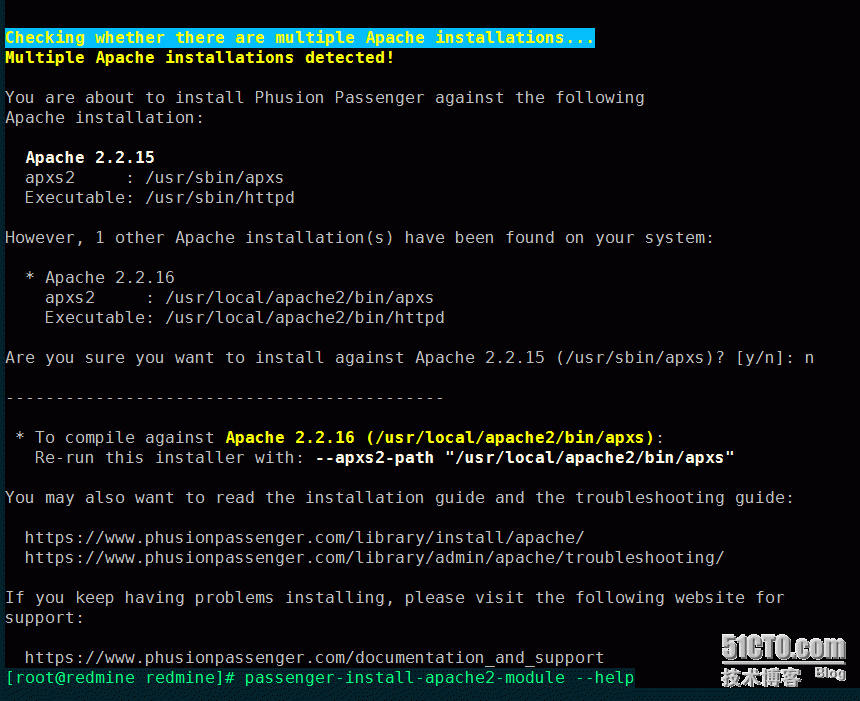 Checking whether there are multiple Apache installations...
Multiple Apache installations detected!
You are about to install Phusion Passenger against the following
Apache installation:
Apache 2.2.15
apxs2     : /usr/sbin/apxs
Executable: /usr/sbin/httpd
However, 1 other Apache installation(s) have been found on your system:
* Apache 2.2.16
apxs2     : /usr/local/apache2/bin/apxs
Executable: /usr/local/apache2/bin/httpd
Are you sure you want to install against Apache 2.2.15 (/usr/sbin/apxs)? [y/n]: n
--------------------------------------------
* To compile against Apache 2.2.16 (/usr/local/apache2/bin/apxs):
Re-run this installer with: --apxs2-path "/usr/local/apache2/bin/apxs"
You may also want to read the installation guide and the troubleshooting guide:
https://www.phusionpassenger.com/library/install/apache/
https://www.phusionpassenger.com/library/admin/apache/troubleshooting/
If you keep having problems installing, please visit the following website for
support:
https://www.phusionpassenger.com/documentation_and_support
[root@redmine redmine]# passenger-install-apache2-module --help
51CTO.com
技术博客 Blog